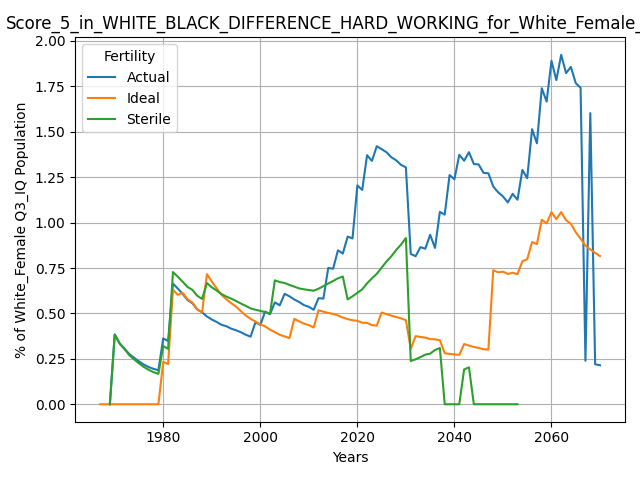 Score_5_in_WHITE_BLACK_DIFFERENCE_HARD_WORKING_for_White_Female_
Fertility
Actual
Ideal
Sterile
% of White_Female Q3_IQ Population
2.00
1.75
1.50
1.25
1.00
0.75
0.50
0.25
0.00
1980 2000 2020 2040 2060
Years